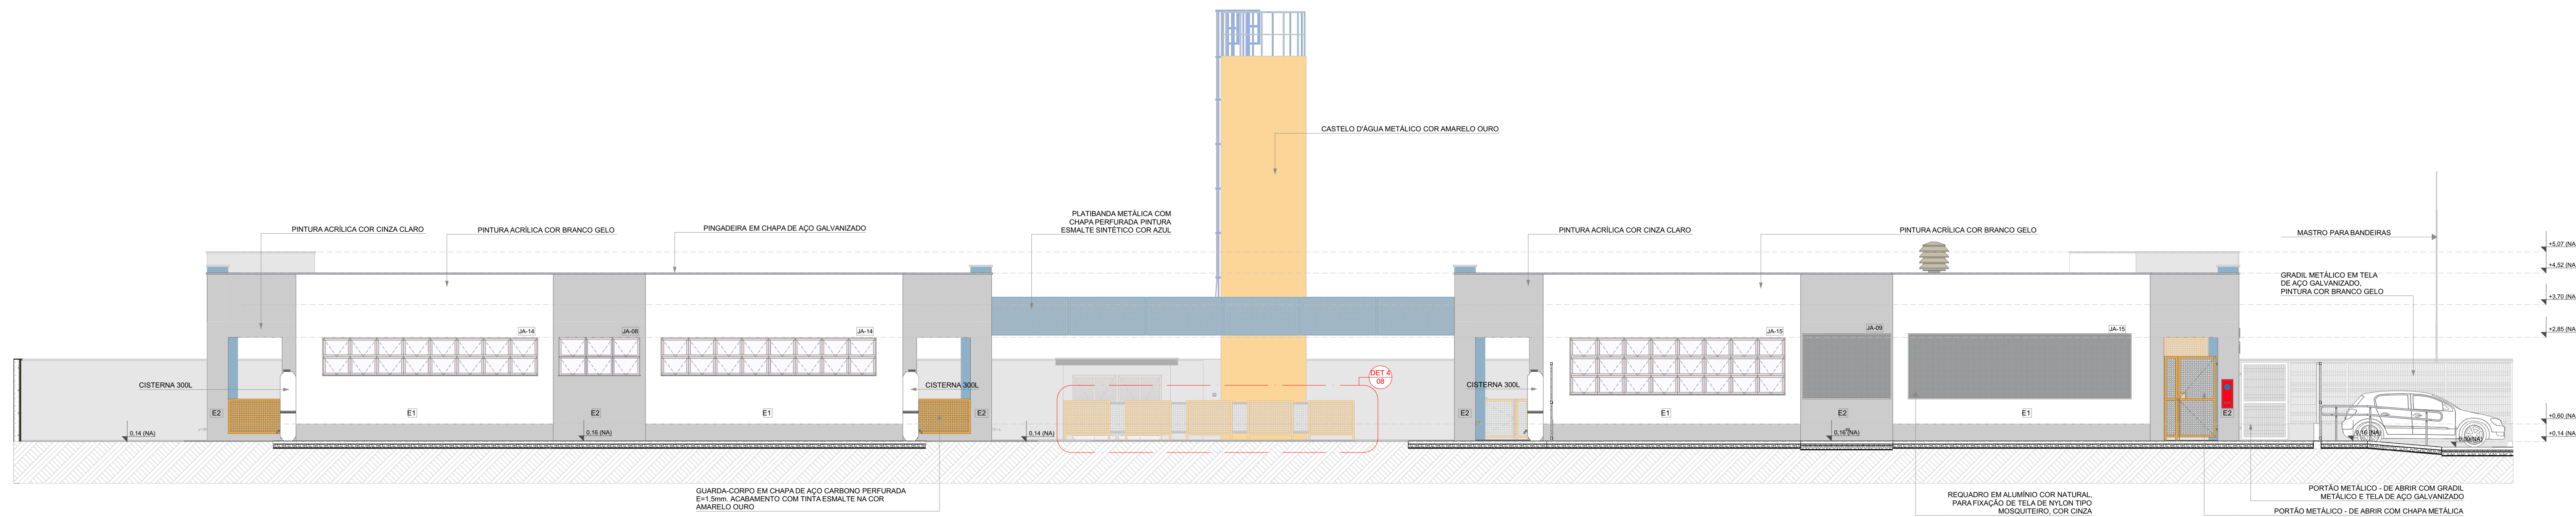 CASTELO D'ÁGUA METÁLICO COR AMARELO OURO
PLATIBANDA METÁLICA COM
CHAPA PERFURADA PINTURA
ESMALTE SINTÉTICO COR AZUL
PINTURA ACRÍLICA COR CINZA CLARO
PINTURA ACRÍLICA COR BRANCO GELO
PINGADEIRA EM CHAPA DE AÇO GALVANIZADO
PINTURA ACRÍLICA COR CINZA CLARO
PINTURA ACRÍLICA COR BRANCO GELO
MASTRO PARA BANDEIRAS
+5,07 (NA
+4,52 (NA
GRADIL METÁLICO EM TELA
DE AÇO GALVANIZADO,
PINTURA COR BRANCO GELO
+3,70 (NA
+2,85 (NA
JA-14
JA-08
JA-14
JA-15
JA-09
JA-15
CISTERNA 300L
CISTERNA 300L
DET 4
08
CISTERNA 300L
E2
E1
E2
E1
E2
E2
E1
E2
E1
E2
+0,60 (NA
0,14 (NA)
0,16 (NA)
0,14 (NA)
0,16 (NA)
0,16 (NA)
0,00(NA)
+0,14 (NA
GUARDA-CORPO EM CHAPA DE AÇO CARBONO PERFURADA
E=1,5mm. ACABAMENTO COM TINTA ESMALTE NA COR
AMARELO OURO
REQUADRO EM ALUMÍNIO COR NATURAL,
PARA FIXAÇÃO DE TELA DE NYLON TIPO
MOSQUITEIRO, COR CINZA
PORTÃO METÁLICO - DE ABRIR COM GRADIL
METÁLICO E TELA DE AÇO GALVANIZADO
PORTÃO METÁLICO - DE ABRIR COM CHAPA METÁLICA